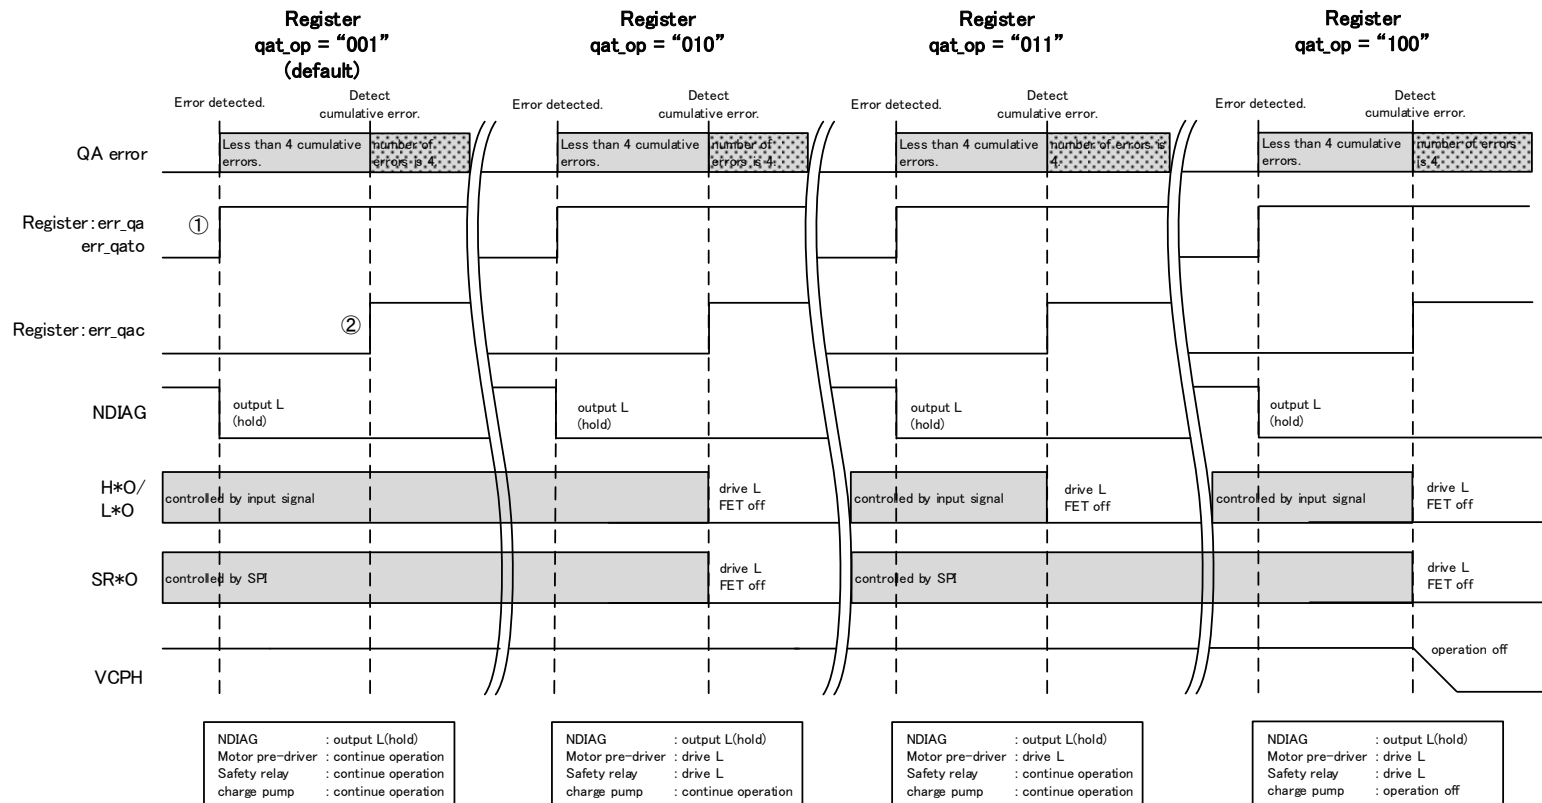 Register
qat_op = “001”
(default)
Register
qat_op = “010”
Register
qat_op = “011”
Register
qat_op = “100”
Error detected.
Detect
cumulative error.
Error detected.
Detect
cumulative error.
Error detected.
Detect
cumulative error.
Error detected.
Detect
cumulative error.
QA error
Less than 4 cumulative
errors.
number of
errors is 4.
Less than 4 cumulative
errors.
number of
errors is 4.
Less than 4 cumulative
errors.
number of errors is
4.
Less than 4 cumulative
errors.
number of errors
is 4.
Register:err_qa
err_qato
①
Register:err_qac
②
NDIAG
output L
(hold)
output L
(hold)
output L
(hold)
output L
(hold)
H*O/
L*O
controlled by input signal
drive L
FET off
controlled by input signal
drive L
FET off
controlled by input signal
drive L
FET off
SR*O
controlled by SPI
drive L
FET off
controlled by SPI
drive L
FET off
VCPH
operation off
NDIAG : output L(hold)
Motor pre-driver : continue operation
Safety relay : continue operation
charge pump : continue operation
NDIAG : output L(hold)
Motor pre-driver : drive L
Safety relay : drive L
charge pump : continue operation
NDIAG : output L(hold)
Motor pre-driver : drive L
Safety relay : continue operation
charge pump : continue operation
NDIAG : output L(hold)
Motor pre-driver : drive L
Safety relay : drive L
charge pump : operation off